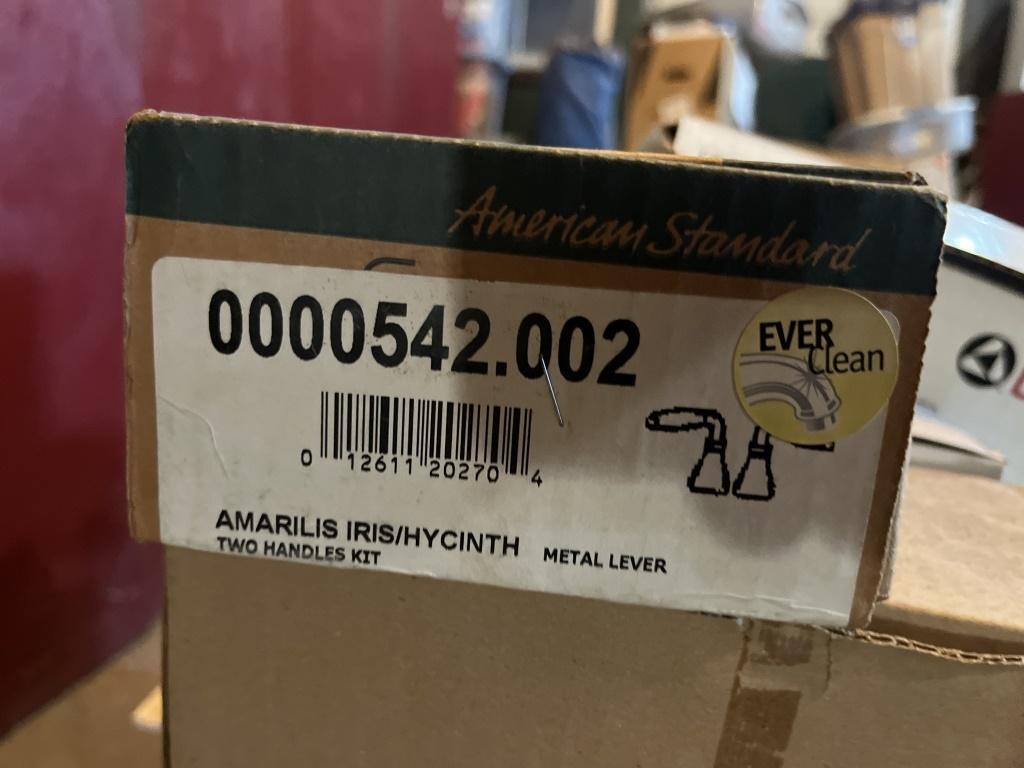 American Standard
0000542.002
EVER
Clean
0 12611 20270 4
AMARILIS IRIS/HYCINTH METAL LEVER
TWO HANDLES KIT